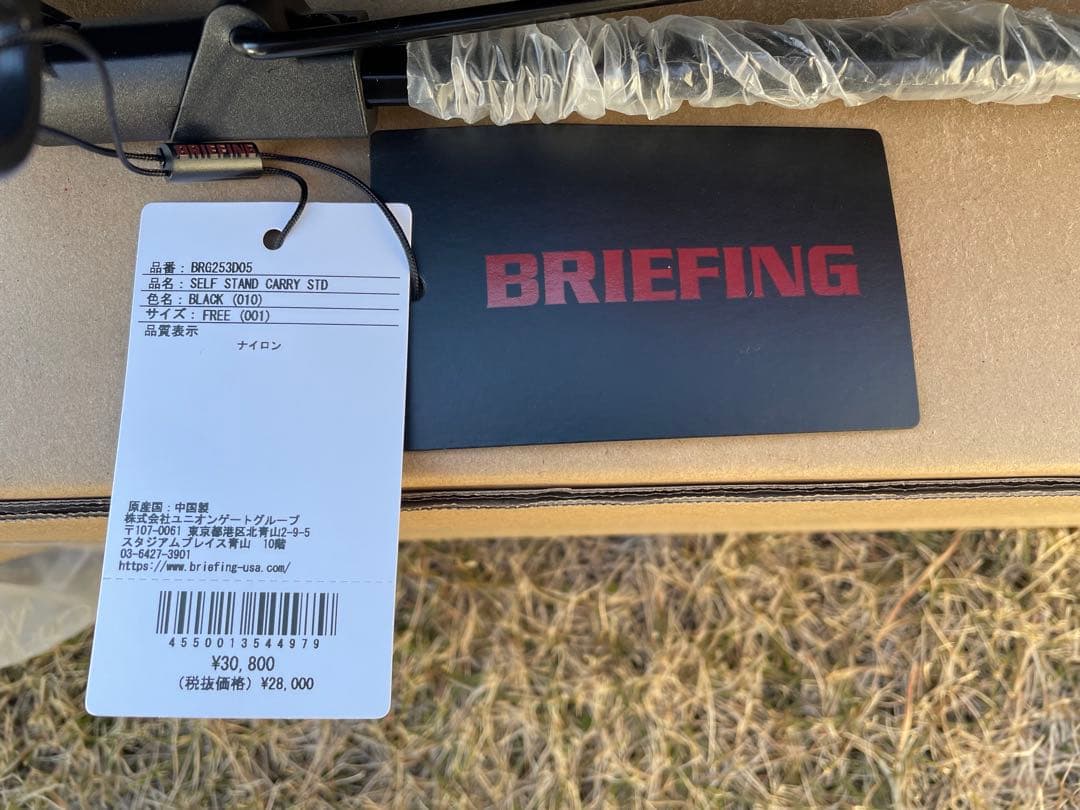 BRIEFING
品番: BRG253D05
品名: SELF STAND CARRY STD
色名: BLACK (010)
サイズ: FREE (001)
品質表示
ナイロン
原産国:中国製
株式会社ユニオンゲートグループ
〒107-0061 東京都港区北青山2-9-5
スタジアムプレイス青山 10階
03-6427-3901
https://www.briefing-usa.com/
4550013544979
¥30,800
(税抜価格) ¥28,000
BRIEFING